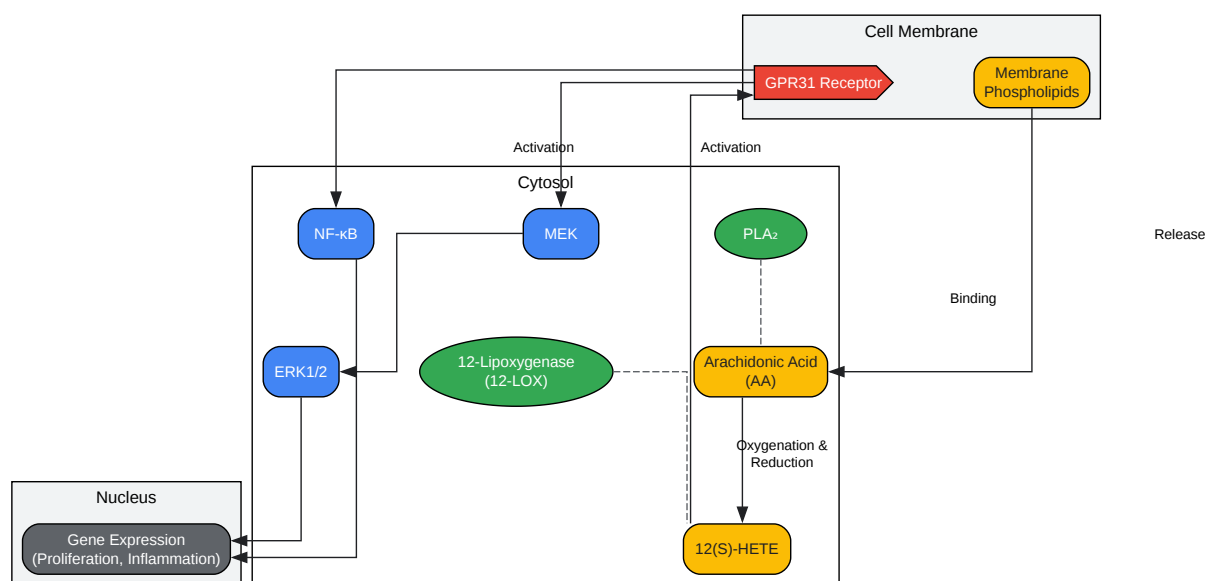 Cell Membrane
GPR31 Receptor
Membrane
Phospholipids
Activation
Activation
Cytosol
NF-κB
MEK
PLA₂
Release
Binding
ERK1/2
12-Lipoxygenase
(12-LOX)
Arachidonic Acid
(AA)
Oxygenation &
Reduction
Nucleus
Gene Expression
(Proliferation, Inflammation)
12(S)-HETE